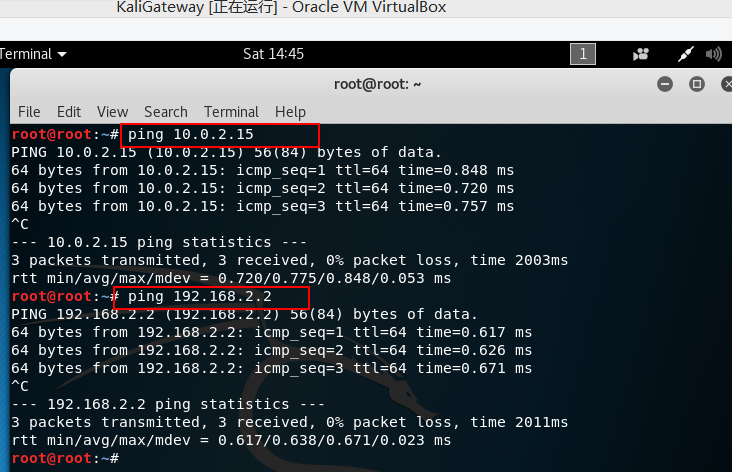 KaliGateway [正在运行] - Oracle VM VirtualBox
Terminal Sat 14:45 1
root@root: ~
File Edit View Search Terminal Help
root@root:~# ping 10.0.2.15
PING 10.0.2.15 (10.0.2.15) 56(84) bytes of data.
64 bytes from 10.0.2.15: icmp_seq=1 ttl=64 time=0.848 ms
64 bytes from 10.0.2.15: icmp_seq=2 ttl=64 time=0.720 ms
64 bytes from 10.0.2.15: icmp_seq=3 ttl=64 time=0.757 ms
^C
--- 10.0.2.15 ping statistics ---
3 packets transmitted, 3 received, 0% packet loss, time 2003ms
rtt min/avg/max/mdev = 0.720/0.775/0.848/0.053 ms
root@root:~# ping 192.168.2.2
PING 192.168.2.2 (192.168.2.2) 56(84) bytes of data.
64 bytes from 192.168.2.2: icmp_seq=1 ttl=64 time=0.617 ms
64 bytes from 192.168.2.2: icmp_seq=2 ttl=64 time=0.626 ms
64 bytes from 192.168.2.2: icmp_seq=3 ttl=64 time=0.671 ms
^C
--- 192.168.2.2 ping statistics ---
3 packets transmitted, 3 received, 0% packet loss, time 2011ms
rtt min/avg/max/mdev = 0.617/0.638/0.671/0.023 ms
root@root:~#